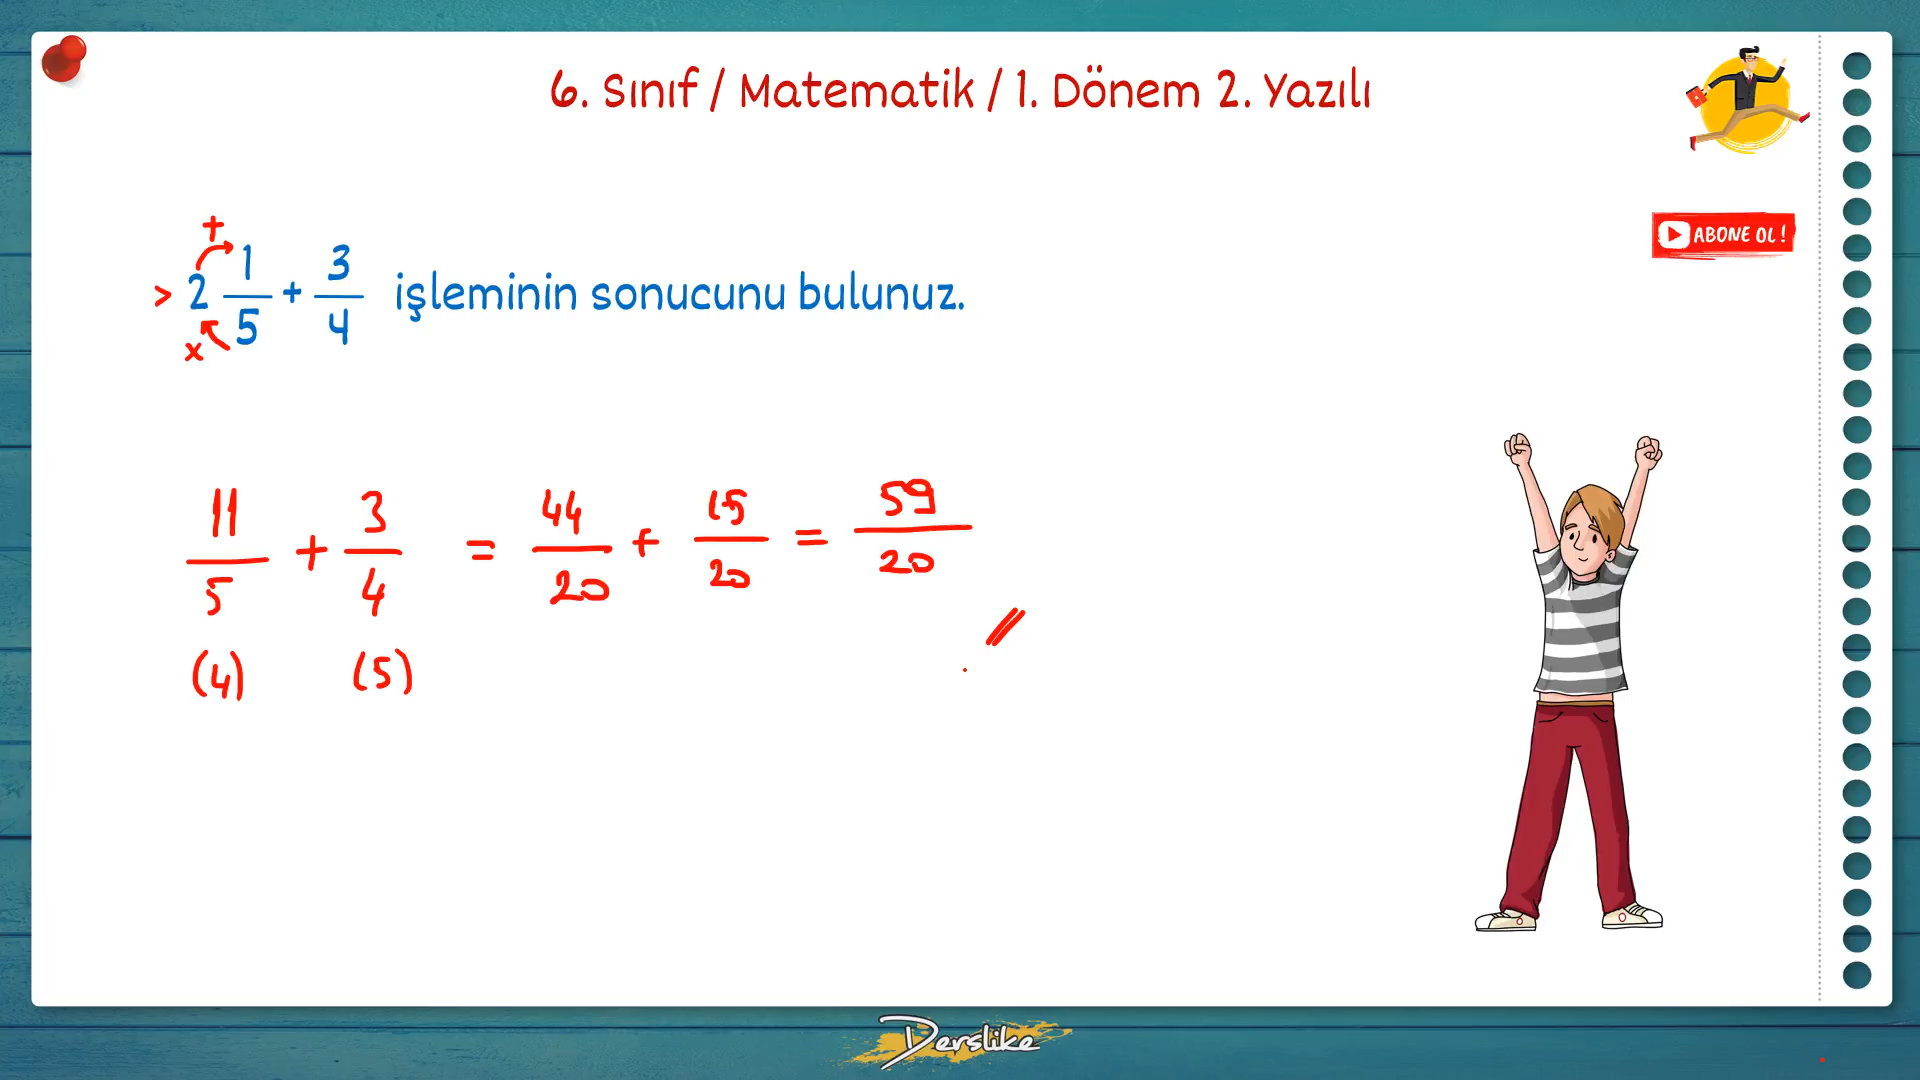 6. Sınıf / Matematik / 1. Dönem 2. Yazılı
ABONE OL!
+
> 2 1/5 + 3/4 işleminin sonucunu bulunuz.
x
11/5 + 3/4 = 44/20 + 15/20 = 59/20
(4) (5)
Derslike